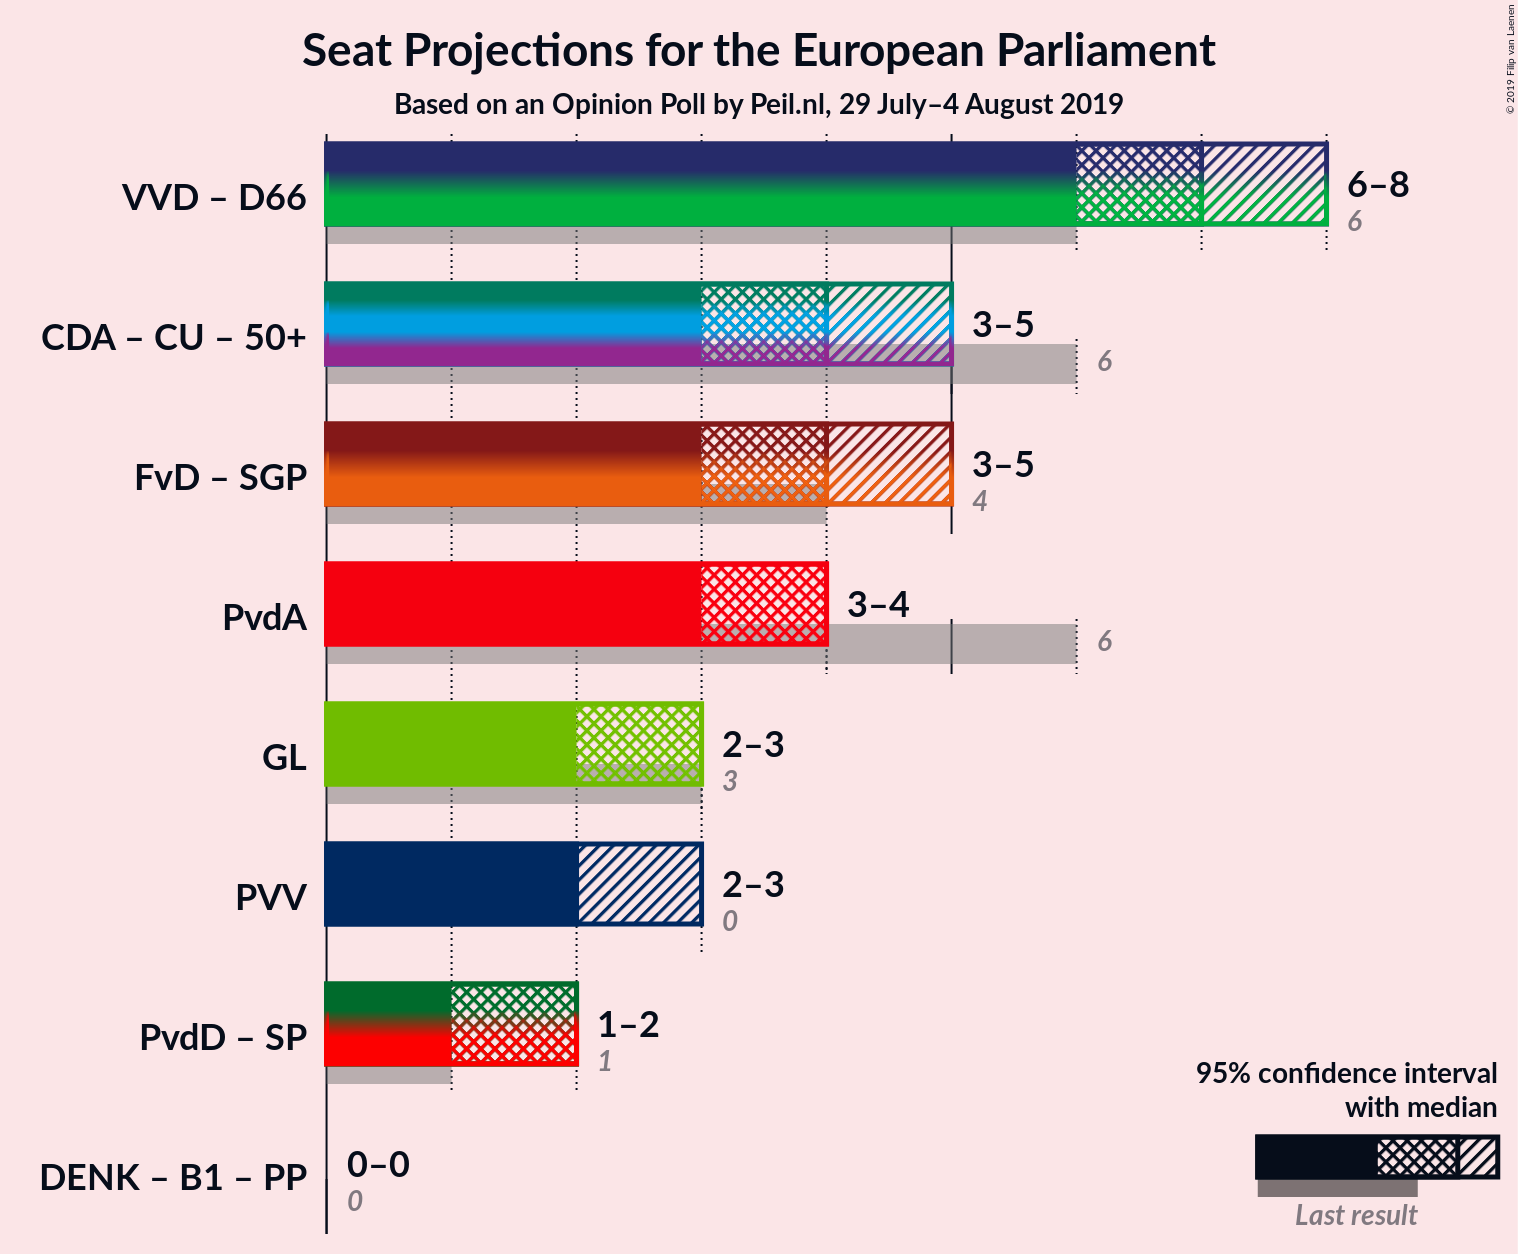 Seat Projections for the European Parliament
Based on an Opinion Poll by Peil.nl, 29 July–4 August 2019
© 2019 Filip van Laenen
VVD – D66
6–8
6
CDA – CU – 50+
3–5
6
FvD – SGP
3–5
4
PvdA
3–4
6
GL
2–3
3
PVV
2–3
0
PvdD – SP
1–2
1
DENK – B1 – PP
0–0
0
95% confidence interval
with median
Last result